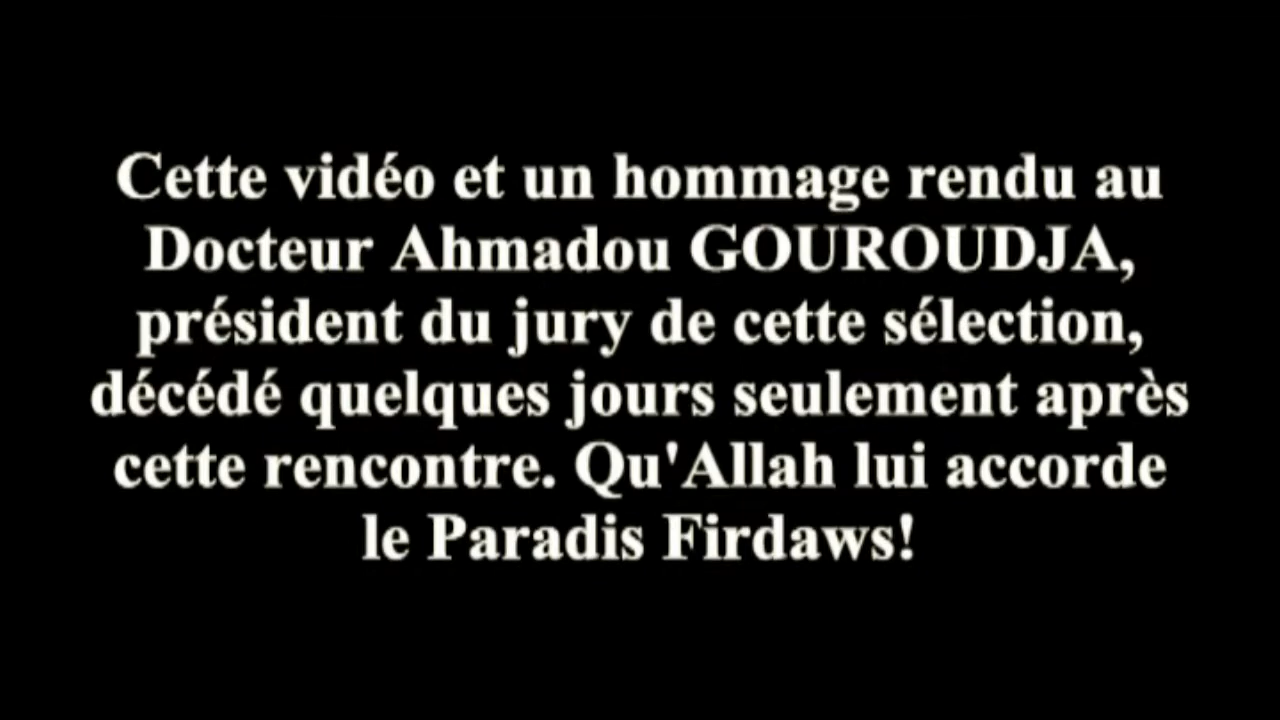 Cette vidéo et un hommage rendu au
Docteur Ahmadou GOUROUDJA,
président du jury de cette sélection,
décédé quelques jours seulement après
cette rencontre. Qu'Allah lui accorde
le Paradis Firdaws!